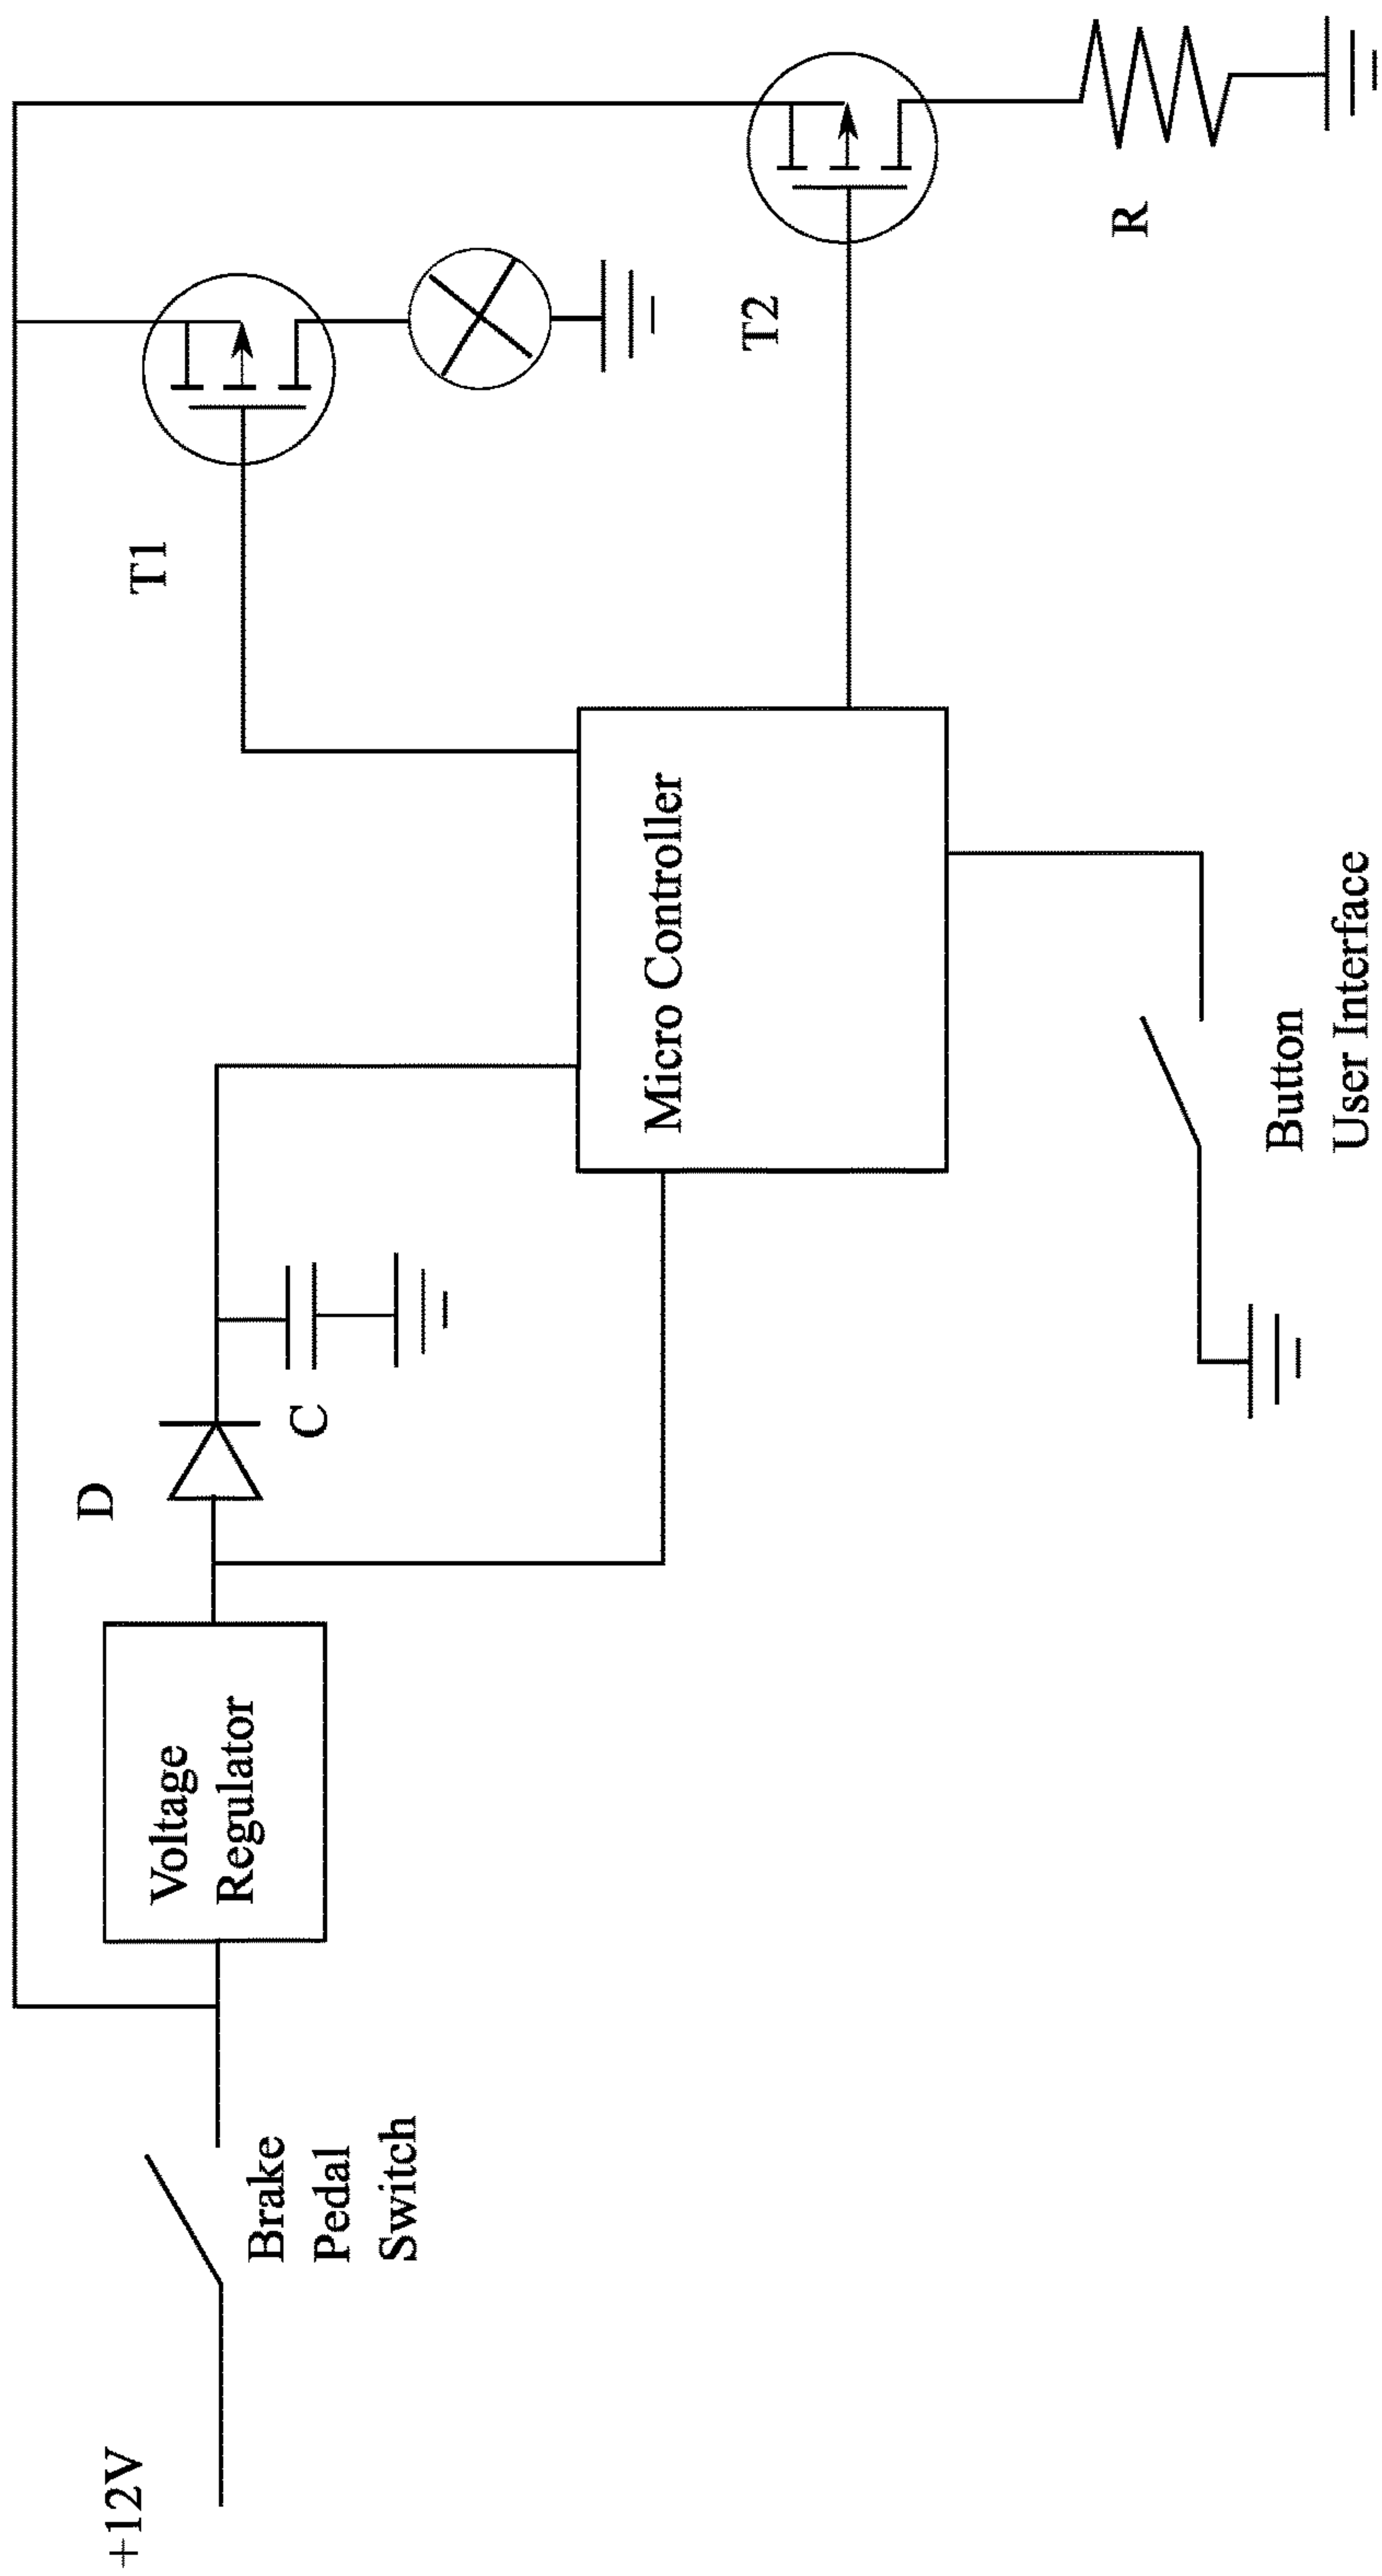 +12V
Brake
Pedal
Switch
Voltage
Regulator
D
C
Micro Controller
Button
User Interface
T1
T2
R